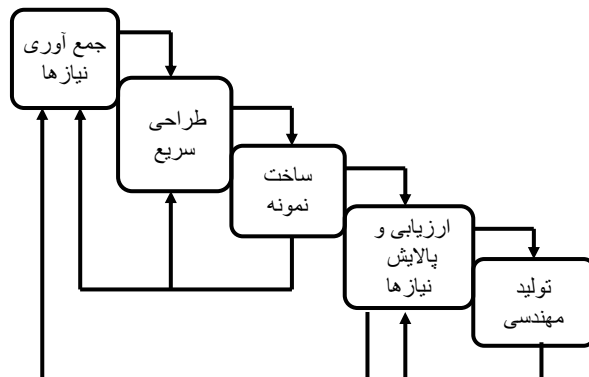 جمع آوری
نیازها
طراحی
سریع
ساخت
نمونه
ارزیابی و
پالایش
نیازها
تولید
مهندسی